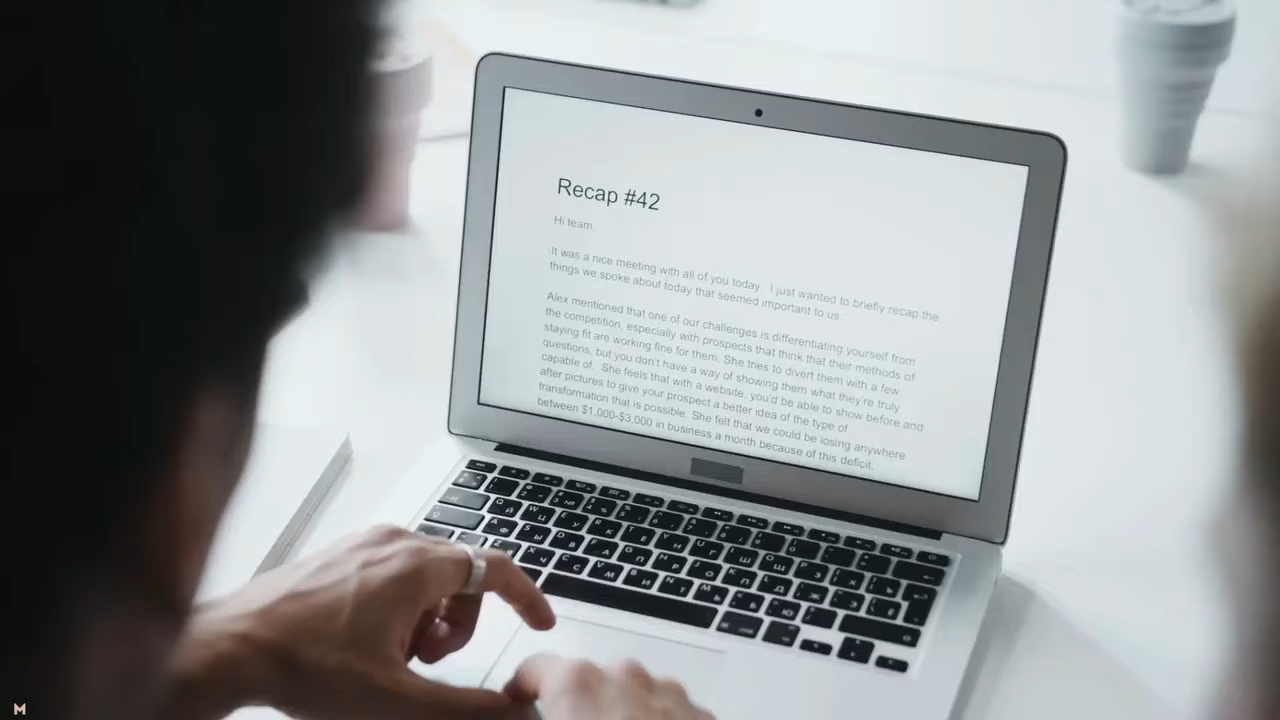 Recap #42
Hi team,
It was a nice meeting with all of you today. I just wanted to briefly recap the
things we spoke about today that seemed important to us:
Alex mentioned that one of our challenges is differentiating yourself from
the competition, especially with prospects that think that their methods of
staying fit are working fine for them. She tries to divert them with a few
questions, but you don't have a way of showing them what they're truly
capable of. She feels that with a website, you'd be able to show before and
after pictures to give your prospect a better idea of the type of
transformation that is possible. She felt that we could be losing anywhere
between $1,000-$3,000 in business a month because of this deficit.
M